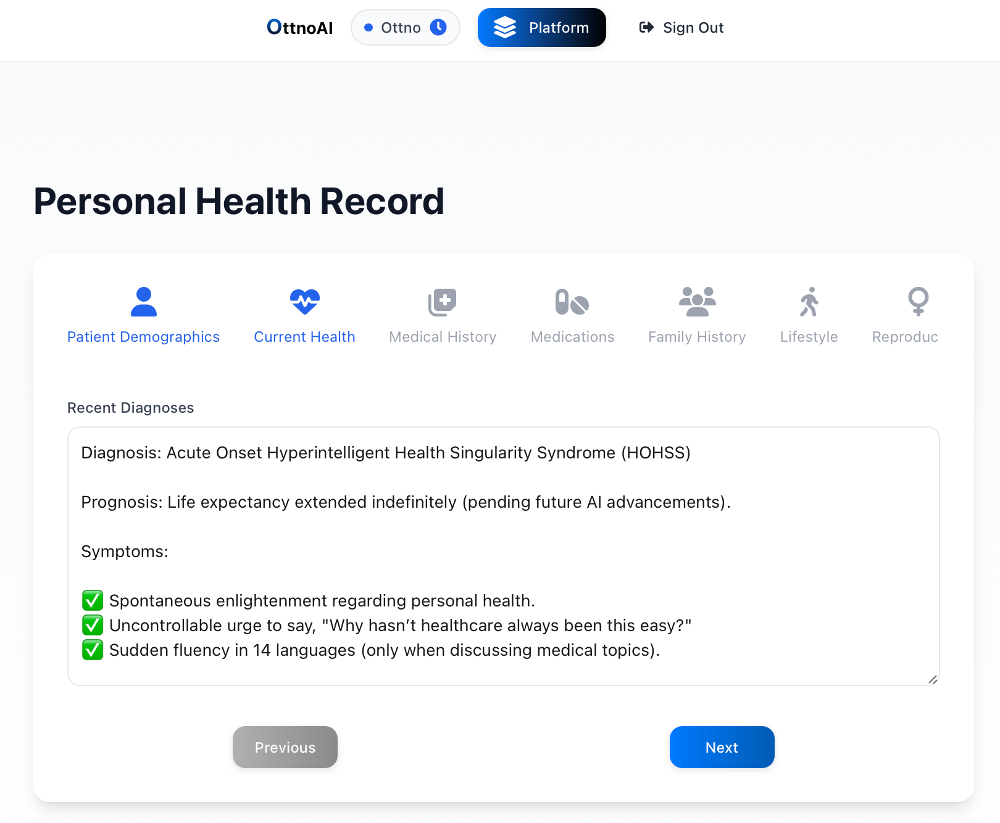 OttnoAI
Ottno
Platform
Sign Out
Personal Health Record
Patient Demographics
Current Health
Medical History
Medications
Family History
Lifestyle
Reproduc
Recent Diagnoses
Diagnosis: Acute Onset Hyperintelligent Health Singularity Syndrome (HOHSS)
Prognosis: Life expectancy extended indefinitely (pending future AI advancements).
Symptoms:
✅ Spontaneous enlightenment regarding personal health.
✅ Uncontrollable urge to say, "Why hasn’t healthcare always been this easy?"
✅ Sudden fluency in 14 languages (only when discussing medical topics).
Previous
Next